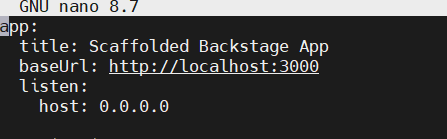 GNU nano 8.7
app:
  title: Scaffolded Backstage App
  baseUrl: http://localhost:3000
  listen:
    host: 0.0.0.0